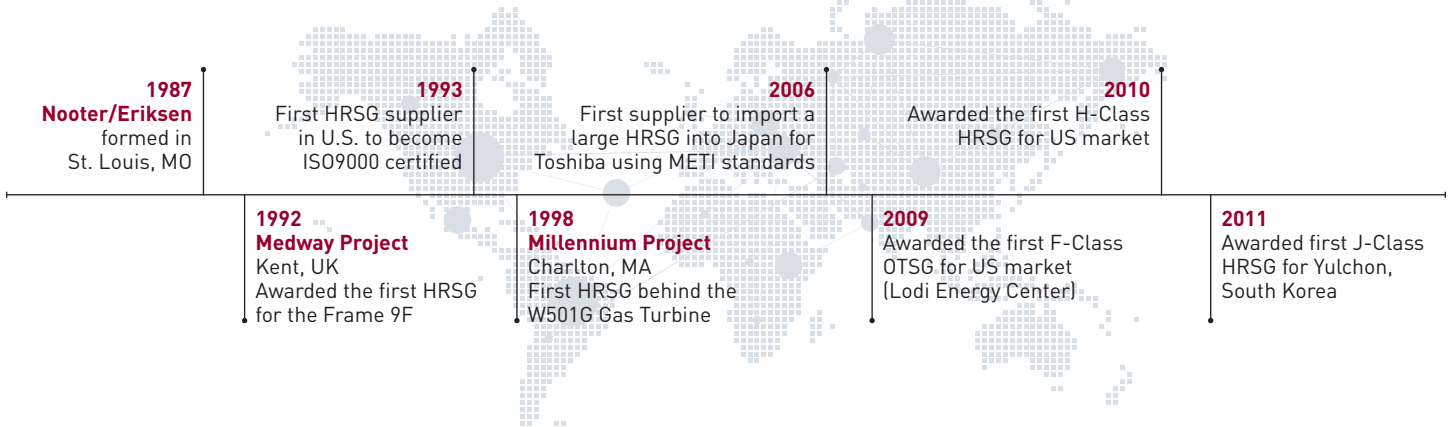 1987
Nooter/Eriksen
formed in
St. Louis, MO
1992
Medway Project
Kent, UK
Awarded the first HRSG
for the Frame 9F
1993
First HRSG supplier
in U.S. to become
ISO9000 certified
1998
Millennium Project
Charlton, MA
First HRSG behind the
W501G Gas Turbine
2006
First supplier to import a
large HRSG into Japan for
Toshiba using METI standards
2009
Awarded the first F-Class
OTSG for US market
(Lodi Energy Center)
2010
Awarded the first H-Class
HRSG for US market
2011
Awarded first J-Class
HRSG for Yulchon,
South Korea